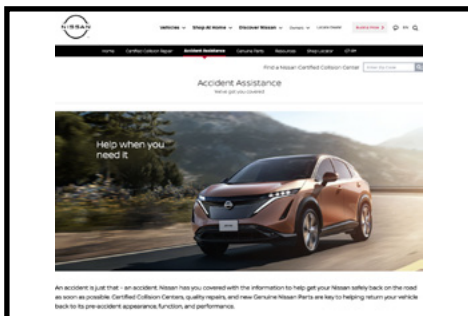 NISSAN
Vehicles Shop At Home Discover Nissan Owners Locate Dealer EN
Home Certified Collision Repair Accident Assistance Genuine Parts Resources Shop Locator
Find a Nissan Certified Collision Center
Accident Assistance
We've got you covered
Help when you
need it
An accident is just that - an accident. Nissan has you covered with the information to help get your Nissan safely back on the road
as soon as possible. Certified Collision Centers, quality repairs, and new Genuine Nissan Parts are key to helping return your vehicle
back to its pre-accident appearance, function, and performance.